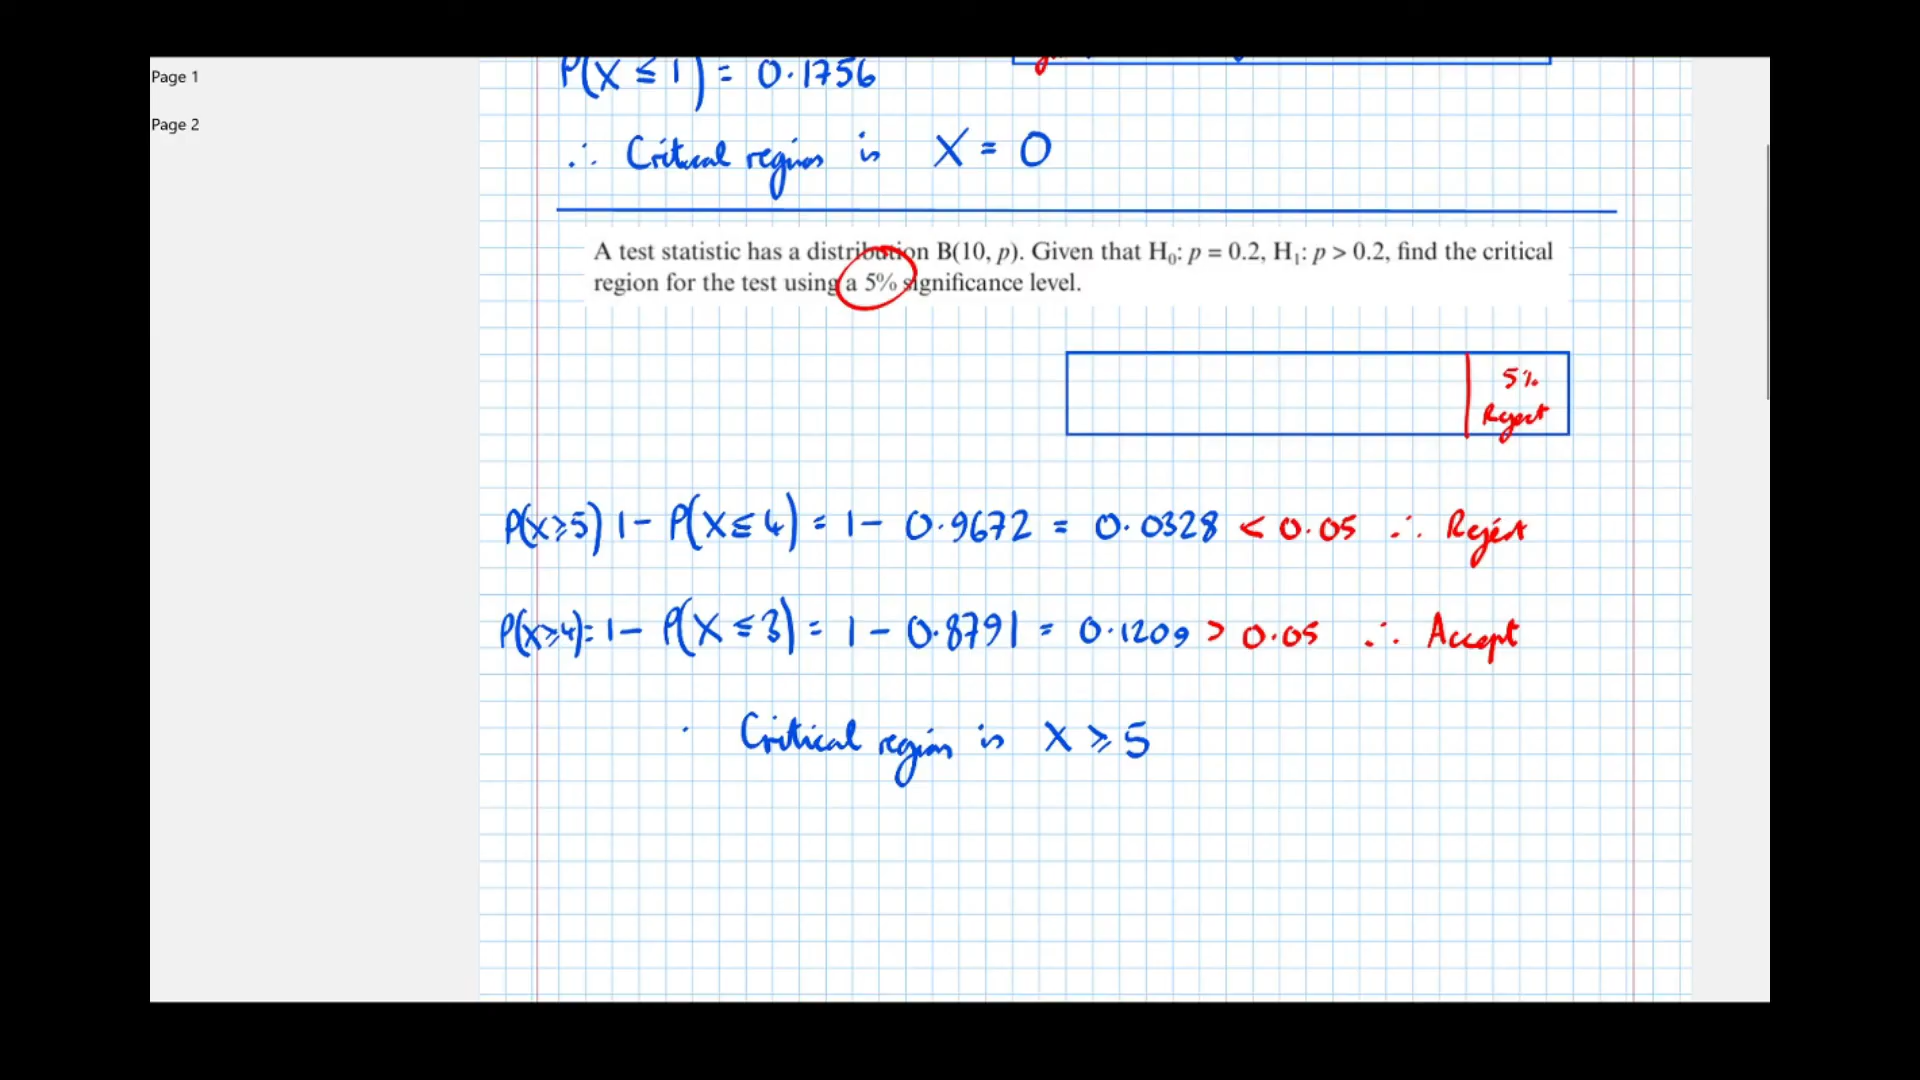 Page 1
Page 2
P(X ≤ 1) = 0.1756
∴ Critical region is X = 0
A test statistic has a distribution B(10, p). Given that H₀: p = 0.2, H₁: p > 0.2, find the critical
region for the test using a 5% significance level.
5%
Reject
P(X⩾5) 1 - P(X ≤ 4) = 1 - 0.9672 = 0.0328 < 0.05 ∴ Reject
P(X⩾4) = 1 - P(X ≤ 3) = 1 - 0.8791 = 0.1209 > 0.05 ∴ Accept
Critical region is X ⩾ 5